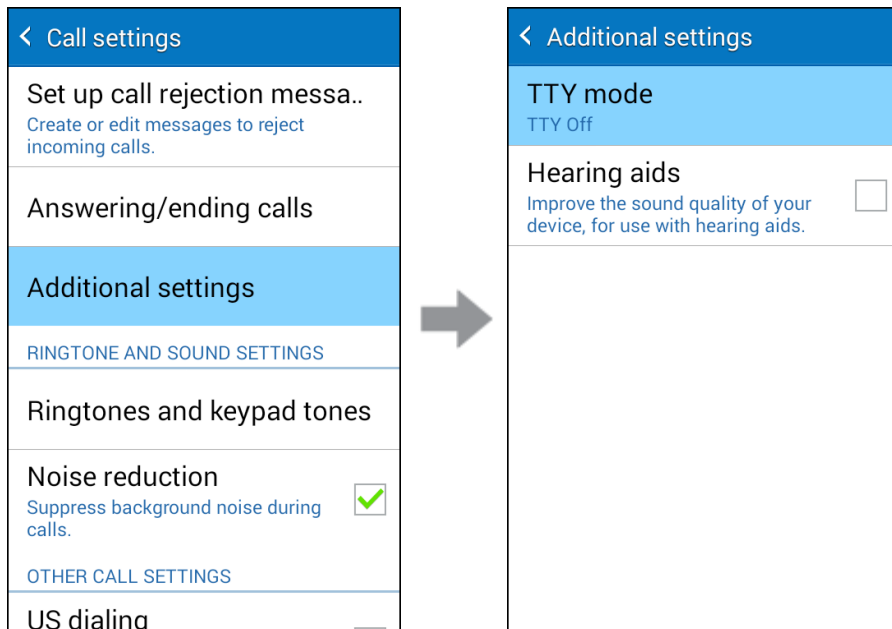 Call settings
Set up call rejection messa..
Create or edit messages to reject
incoming calls.
Answering/ending calls
Additional settings
RINGTONE AND SOUND SETTINGS
Ringtones and keypad tones
Noise reduction
Suppress background noise during
calls.
OTHER CALL SETTINGS
US dialing
Additional settings
TTY mode
TTY Off
Hearing aids
Improve the sound quality of your
device, for use with hearing aids.